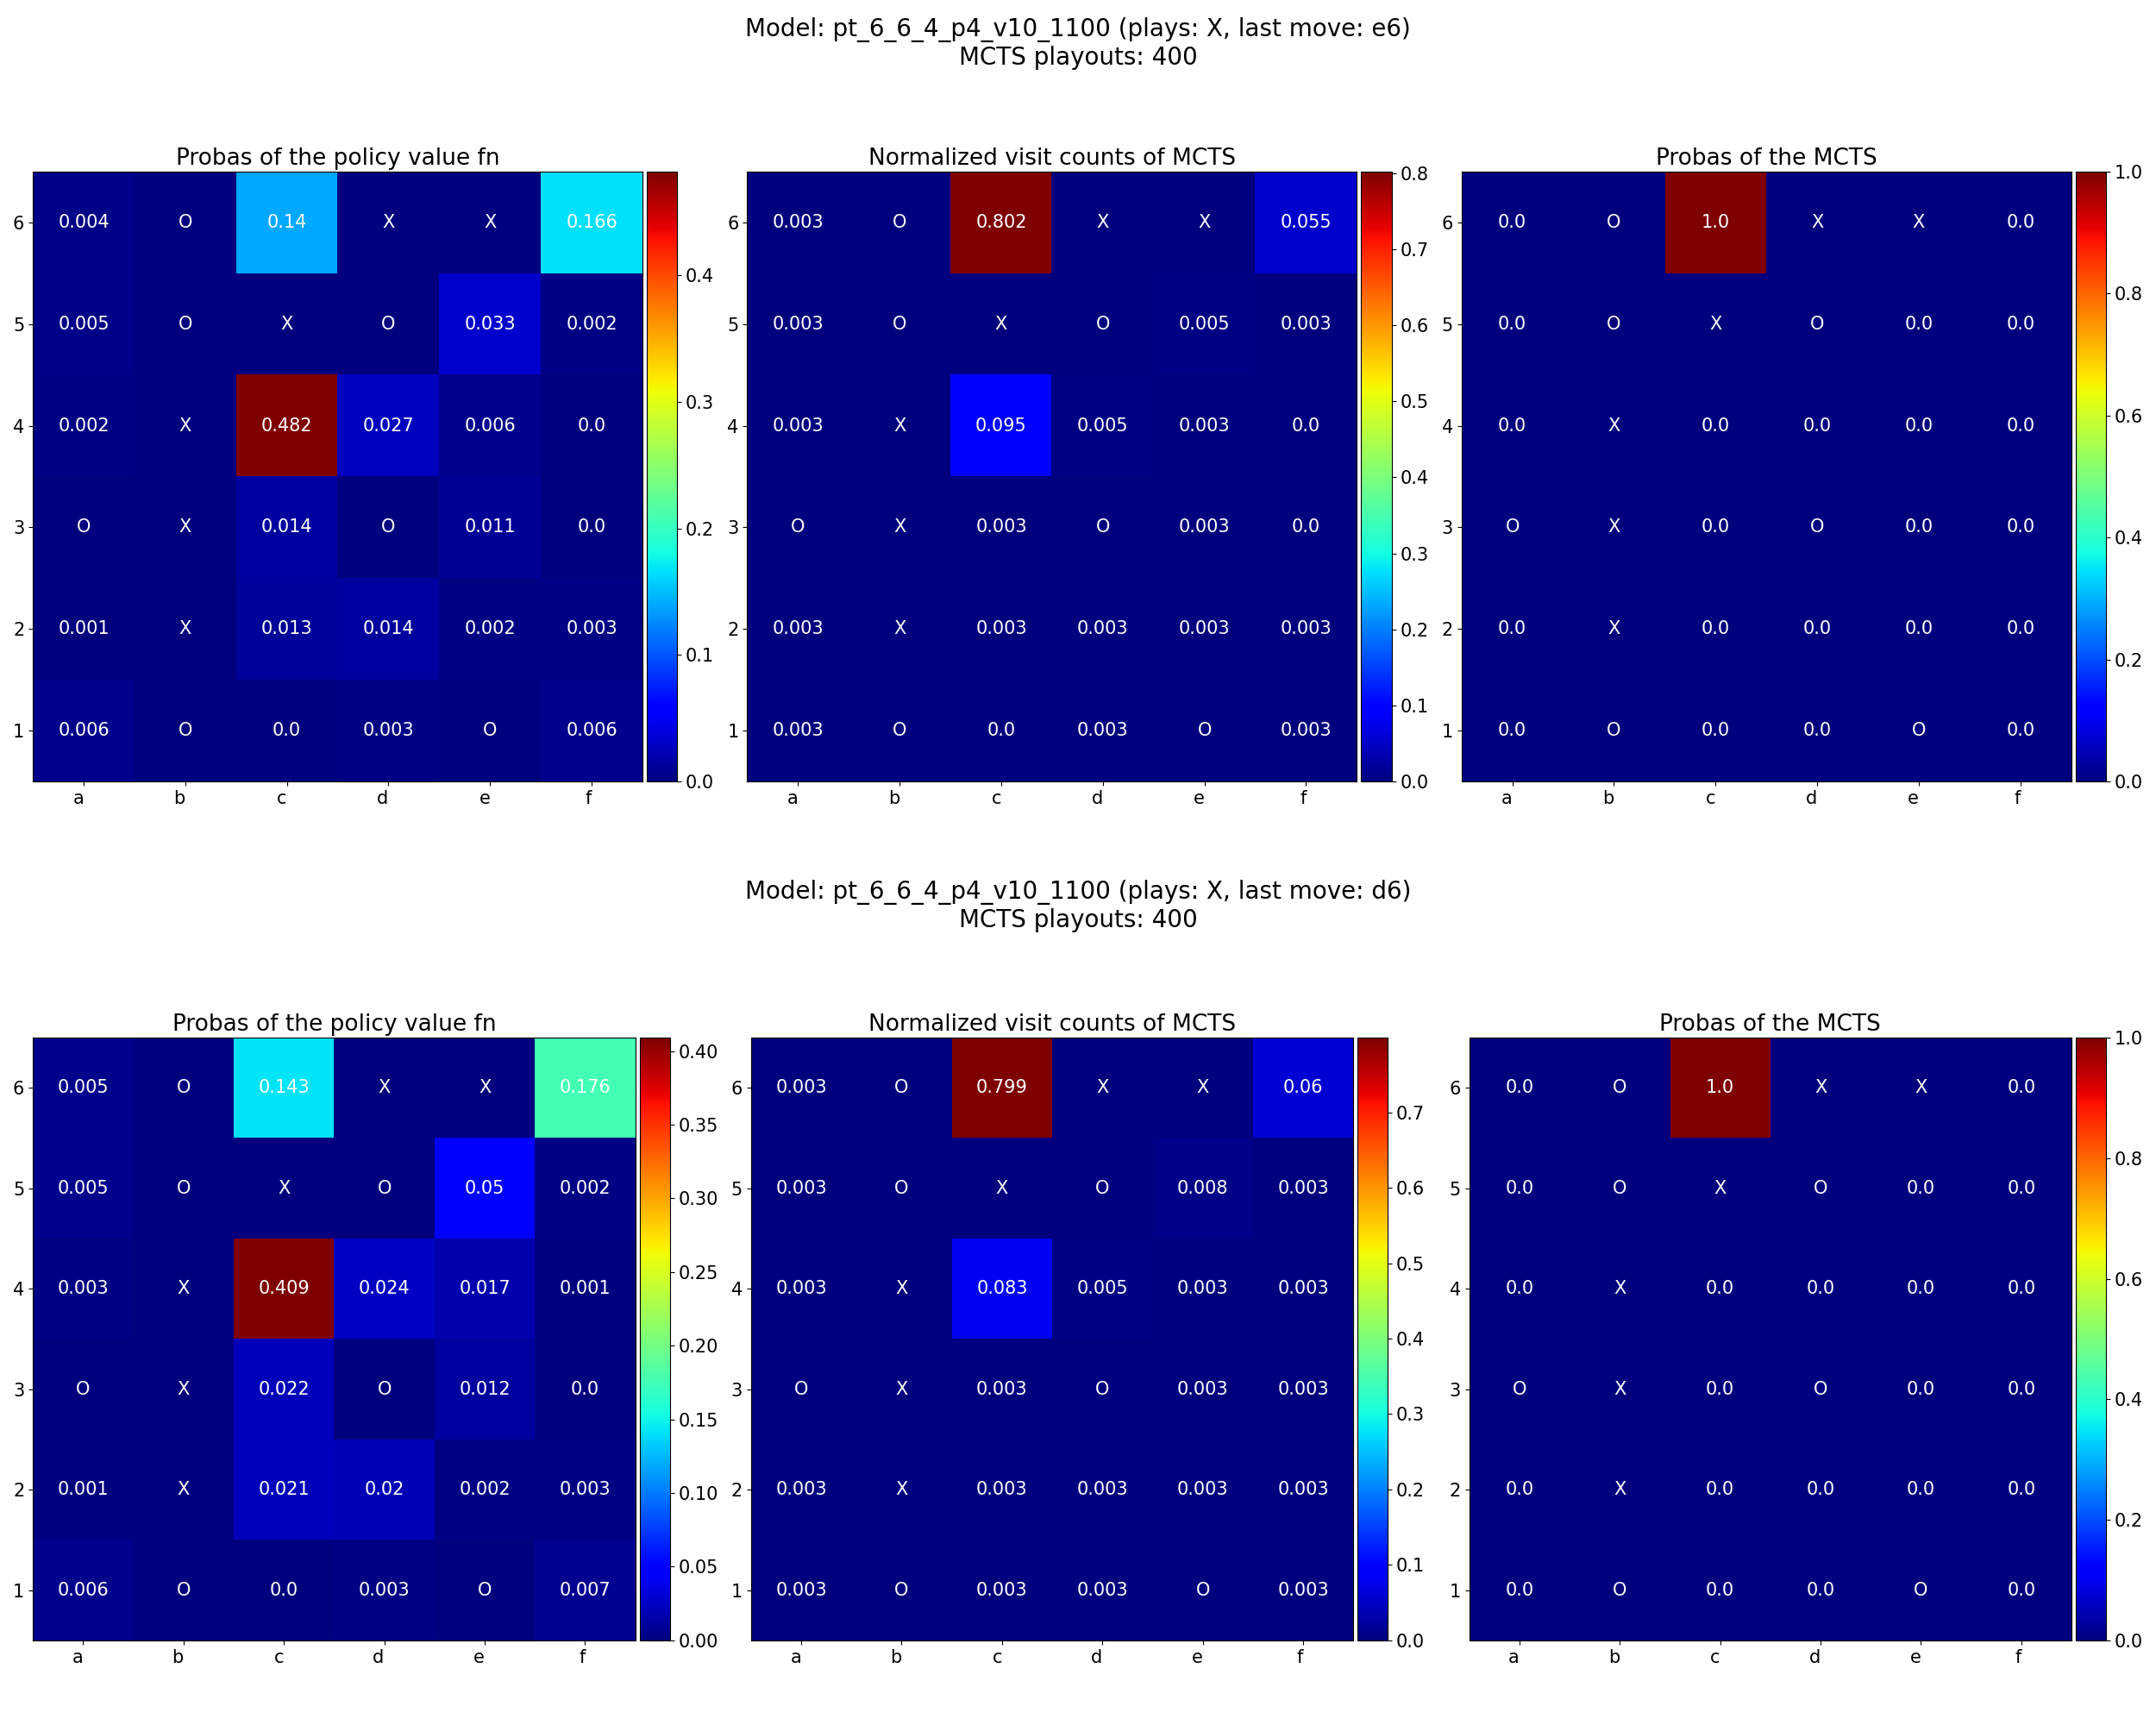 Model: pt_6_6_4_p4_v10_1100 (plays: X, last move: e6)
MCTS playouts: 400
Probas of the policy value fn
6 0.004 O 0.14 X X 0.166
5 0.005 O X O 0.033 0.002
4 0.002 X 0.482 0.027 0.006 0.0
3 O X 0.014 O 0.011 0.0
2 0.001 X 0.013 0.014 0.002 0.003
1 0.006 O 0.0 0.003 O 0.006
a b c d e f
0.4
0.3
0.2
0.1
0.0
Normalized visit counts of MCTS
6 0.003 O 0.802 X X 0.055
5 0.003 O X O 0.005 0.003
4 0.003 X 0.095 0.005 0.003 0.0
3 O X 0.003 O 0.003 0.0
2 0.003 X 0.003 0.003 0.003 0.003
1 0.003 O 0.0 0.003 O 0.003
a b c d e f
0.8
0.7
0.6
0.5
0.4
0.3
0.2
0.1
0.0
Probas of the MCTS
6 0.0 O 1.0 X X 0.0
5 0.0 O X O 0.0 0.0
4 0.0 X 0.0 0.0 0.0 0.0
3 O X 0.0 O 0.0 0.0
2 0.0 X 0.0 0.0 0.0 0.0
1 0.0 O 0.0 0.0 O 0.0
a b c d e f
1.0
0.8
0.6
0.4
0.2
0.0
Model: pt_6_6_4_p4_v10_1100 (plays: X, last move: d6)
MCTS playouts: 400
Probas of the policy value fn
6 0.005 O 0.143 X X 0.176
5 0.005 O X O 0.05 0.002
4 0.003 X 0.409 0.024 0.017 0.001
3 O X 0.022 O 0.012 0.0
2 0.001 X 0.021 0.02 0.002 0.003
1 0.006 O 0.0 0.003 O 0.007
a b c d e f
0.40
0.35
0.30
0.25
0.20
0.15
0.10
0.05
0.00
Normalized visit counts of MCTS
6 0.003 O 0.799 X X 0.06
5 0.003 O X O 0.008 0.003
4 0.003 X 0.083 0.005 0.003 0.003
3 O X 0.003 O 0.003 0.003
2 0.003 X 0.003 0.003 0.003 0.003
1 0.003 O 0.003 0.003 O 0.003
a b c d e f
0.7
0.6
0.5
0.4
0.3
0.2
0.1
0.0
Probas of the MCTS
6 0.0 O 1.0 X X 0.0
5 0.0 O X O 0.0 0.0
4 0.0 X 0.0 0.0 0.0 0.0
3 O X 0.0 O 0.0 0.0
2 0.0 X 0.0 0.0 0.0 0.0
1 0.0 O 0.0 0.0 O 0.0
a b c d e f
1.0
0.8
0.6
0.4
0.2
0.0